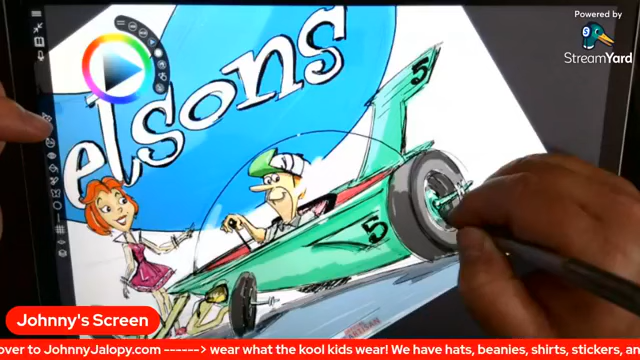 Powered by
StreamYard
elsons
5
5
Johnny's Screen
over to JohnnyJalopy.com ------> wear what the kool kids wear! We have hats, beanies, shirts, stickers, an